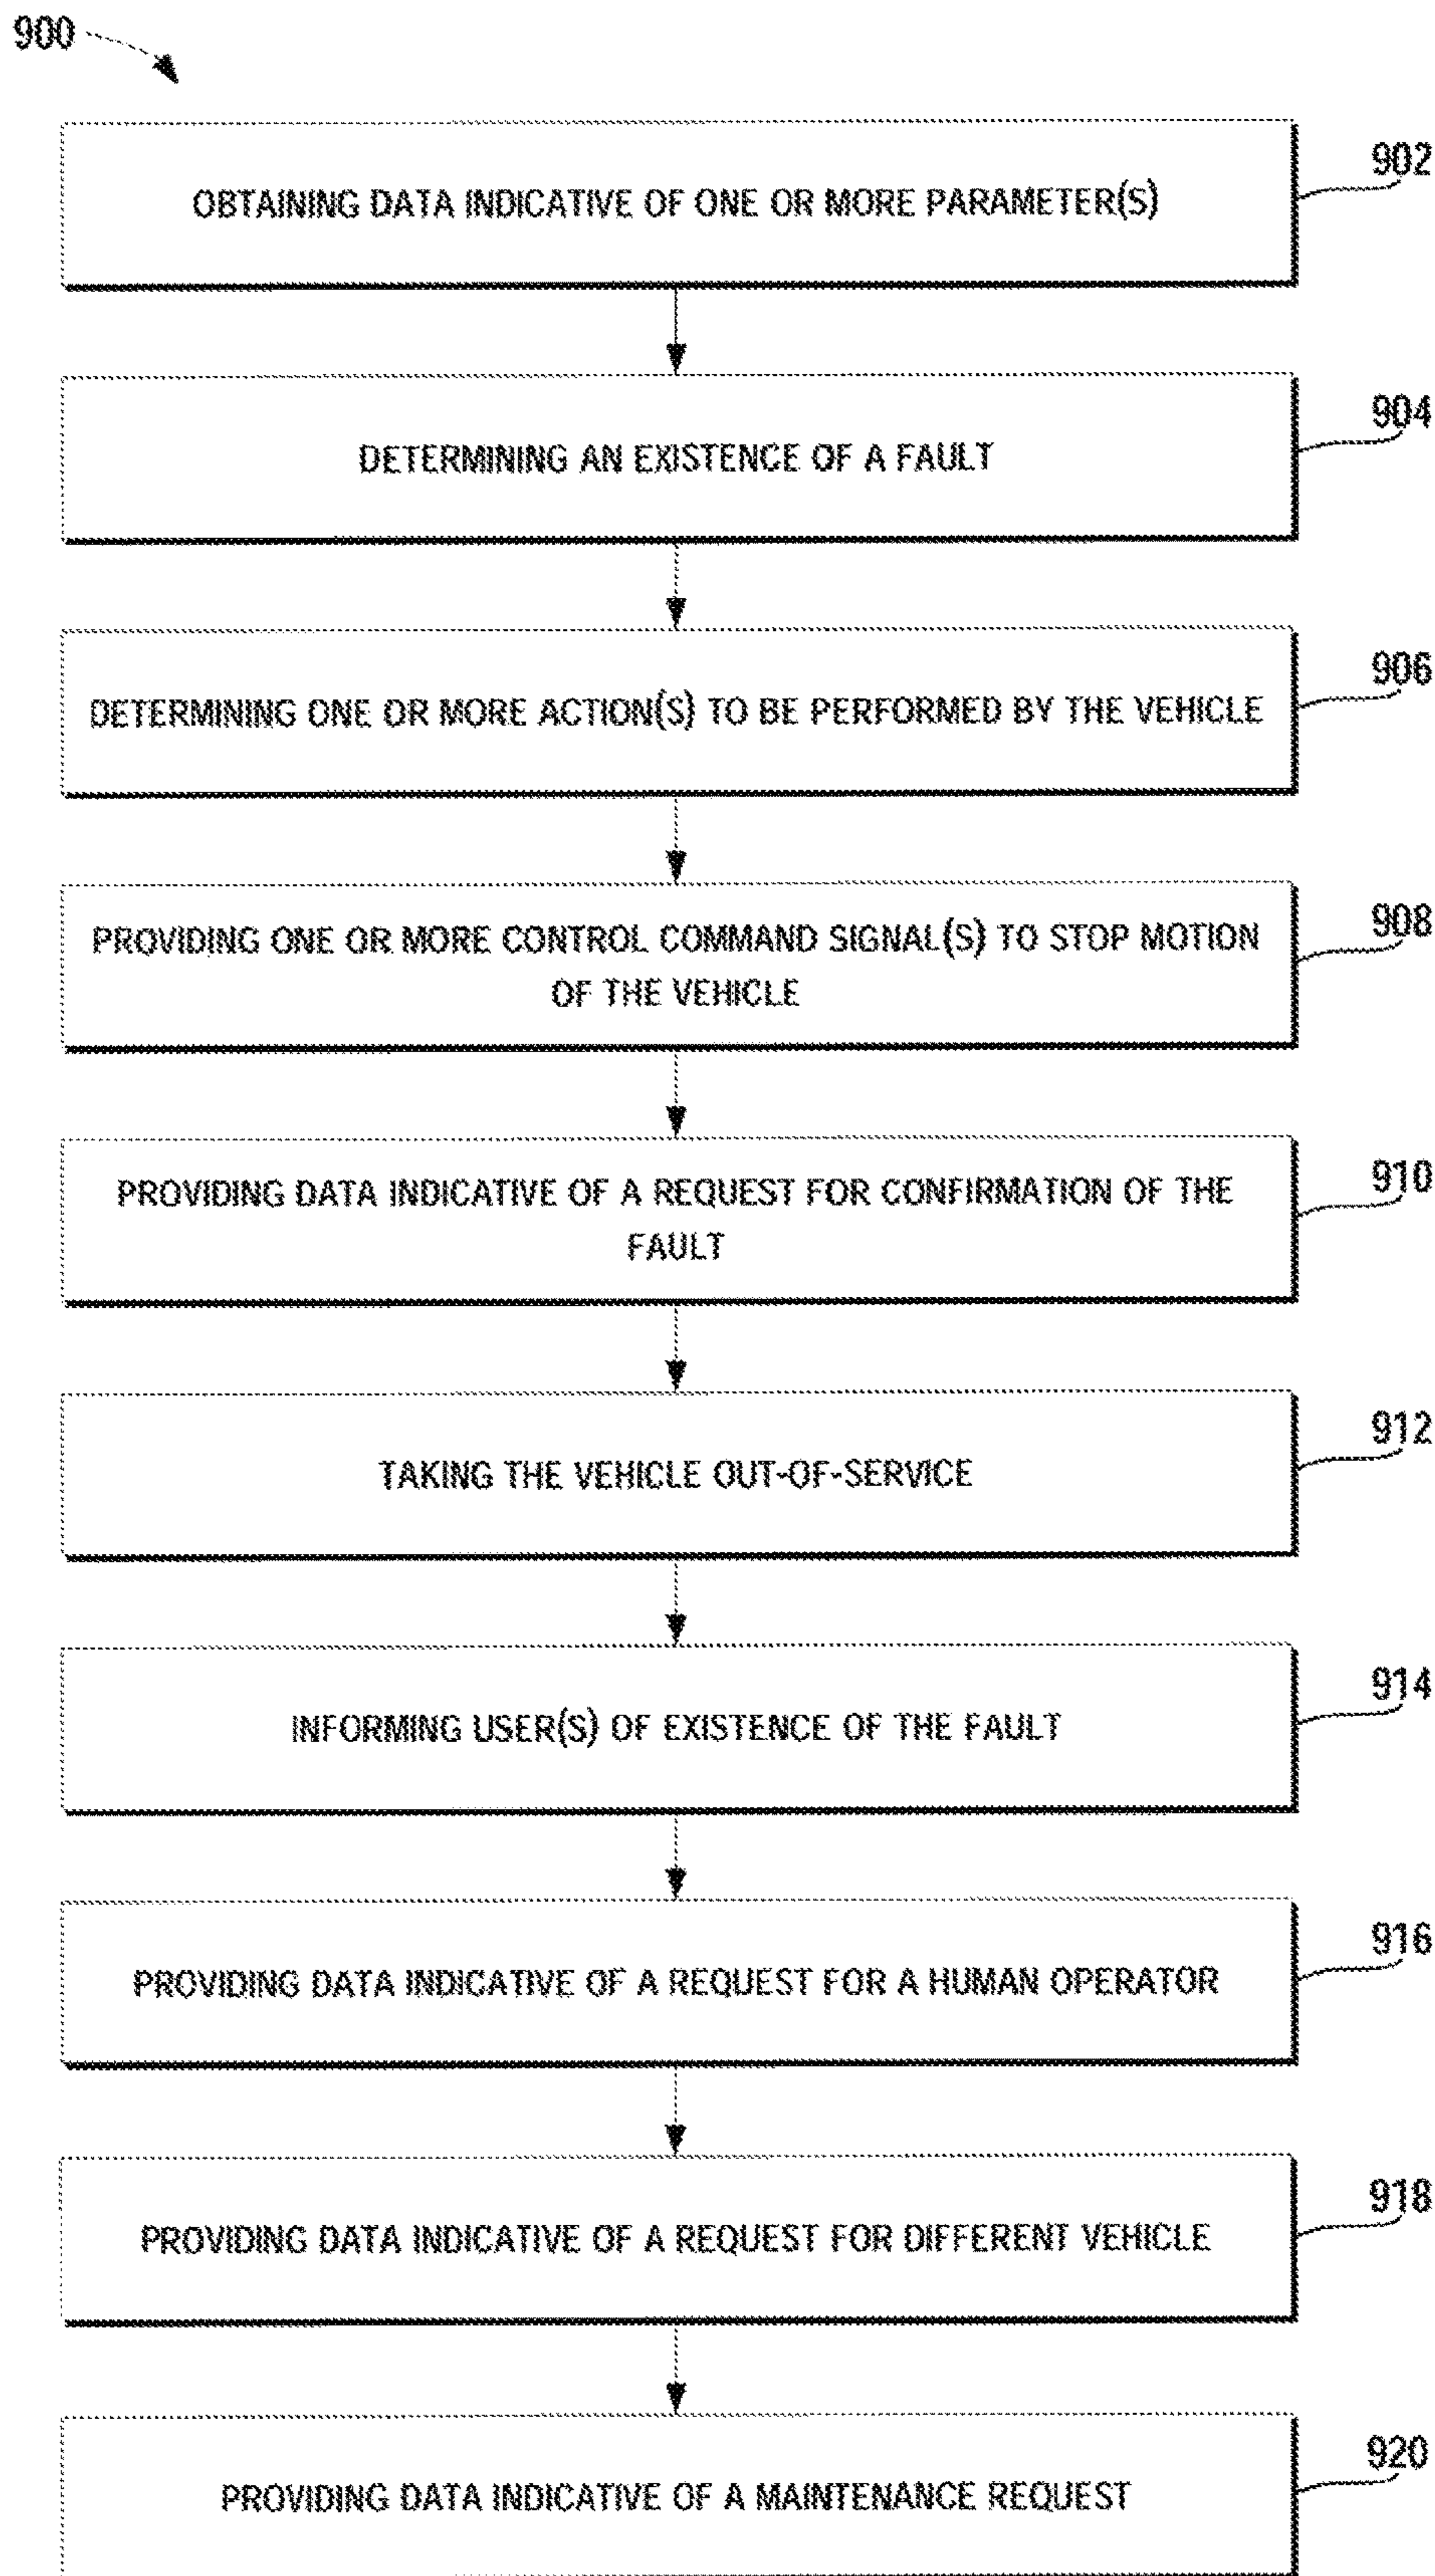 900
902
OBTAINING DATA INDICATIVE OF ONE OR MORE PARAMETER(S)
904
DETERMINING AN EXISTENCE OF A FAULT
906
DETERMINING ONE OR MORE ACTION(S) TO BE PERFORMED BY THE VEHICLE
908
PROVIDING ONE OR MORE CONTROL COMMAND SIGNAL(S) TO STOP MOTION
OF THE VEHICLE
910
PROVIDING DATA INDICATIVE OF A REQUEST FOR CONFIRMATION OF THE
FAULT
912
TAKING THE VEHICLE OUT-OF-SERVICE
914
INFORMING USER(S) OF EXISTENCE OF THE FAULT
916
PROVIDING DATA INDICATIVE OF A REQUEST FOR A HUMAN OPERATOR
918
PROVIDING DATA INDICATIVE OF A REQUEST FOR DIFFERENT VEHICLE
920
PROVIDING DATA INDICATIVE OF A MAINTENANCE REQUEST